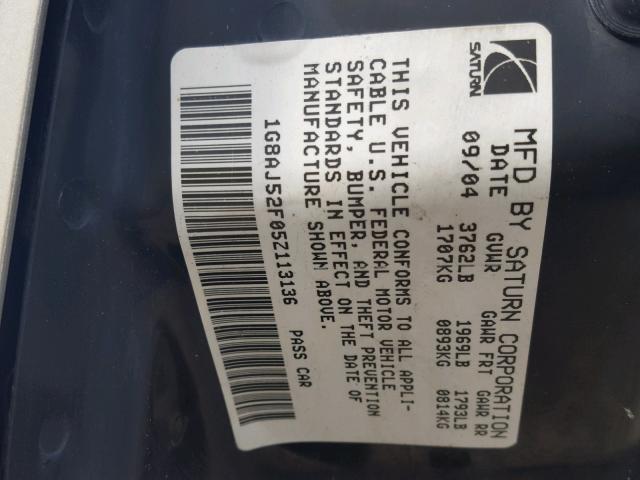 SATURN
MFD BY SATURN CORPORATION
DATE GVWR GAWR FRT GAWR RR
09/04 3762LB 1969LB 1793LB
1707KG 0893KG 0814KG
THIS VEHICLE CONFORMS TO ALL APPLI-
CABLE U.S. FEDERAL MOTOR VEHICLE
SAFETY, BUMPER, AND THEFT PREVENTION
STANDARDS IN EFFECT ON THE DATE OF
MANUFACTURE SHOWN ABOVE.
1G8AJ52F05Z113136 PASS CAR